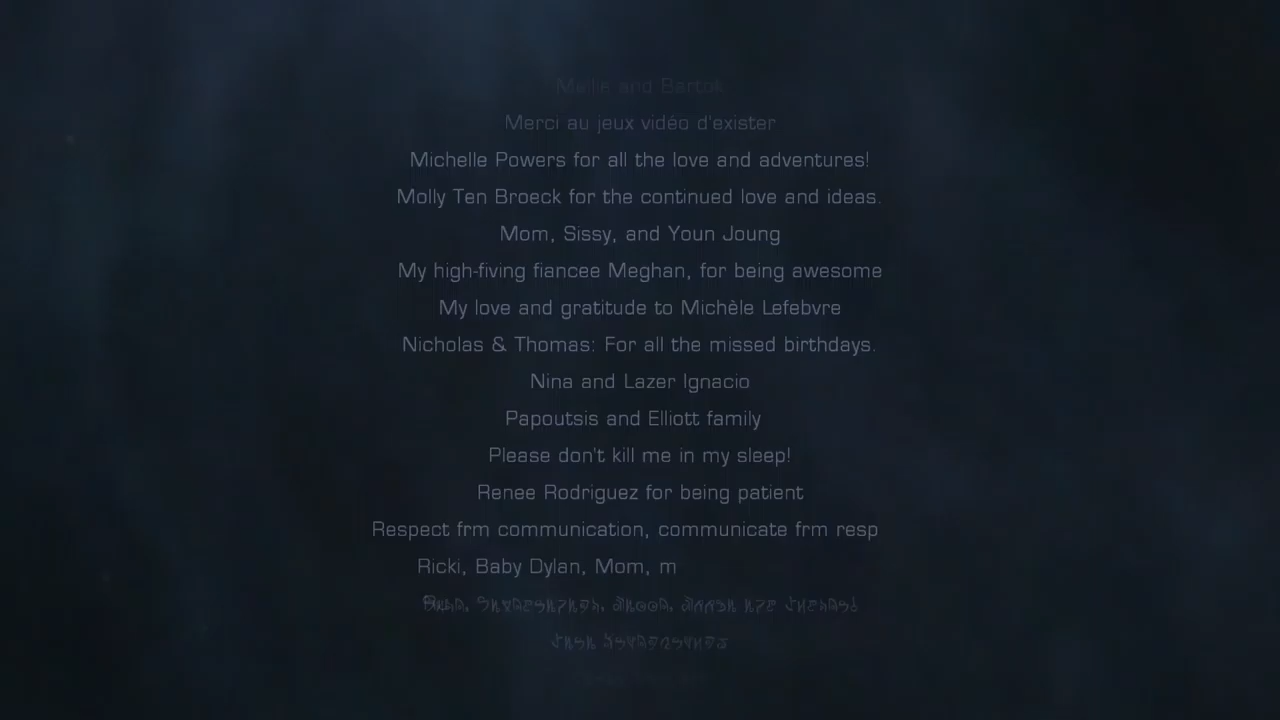 and Bartok
Merci au jeux vidéo d'exister
Michelle Powers for all the love and adventures!
Molly Ten Broeck for the continued love and ideas.
Mom, Sissy, and Youn Joung
My high-fiving fiancee Meghan, for being awesome
My love and gratitude to Michèle Lefebvre
Nicholas & Thomas: For all the missed birthdays.
Nina and Lazer Ignacio
Papoutsis and Elliott family
Please don't kill me in my sleep!
Renee Rodriguez for being patient
Respect frm communication, communicate frm resp
Ricki, Baby Dylan, Mom, m